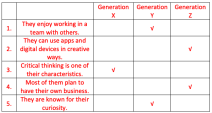 Generation Generation Generation
X Y Z
1. They enjoy working in a
team with others. √
2. They can use apps and
digital devices in creative
ways. √
3. Critical thinking is one of
their characteristics. √
4. Most of them plan to
have their own business. √
5. They are known for their
curiosity. √